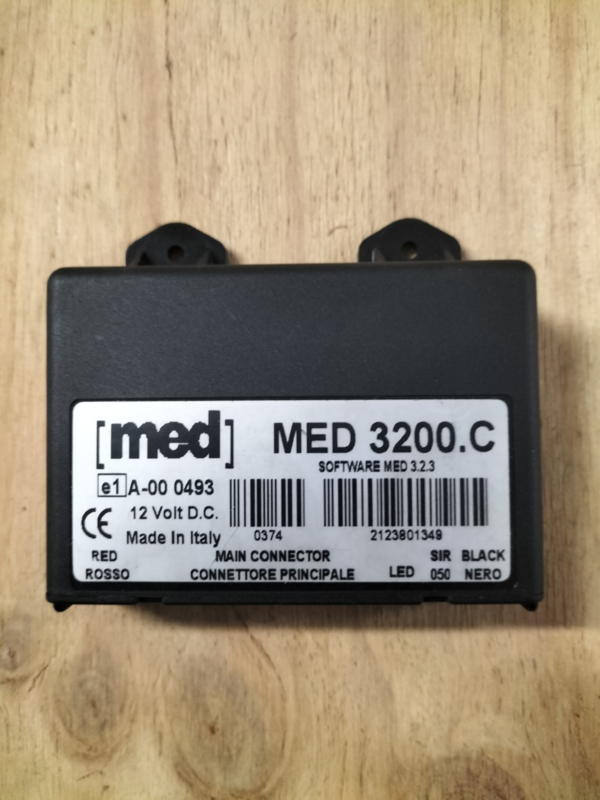 [med] MED 3200.C
SOFTWARE MED 3.2.3
e1 A-00 0493
12 Volt D.C.
CE Made In Italy 0374 2123801349
RED MAIN CONNECTOR SIR BLACK
ROSSO CONNETTORE PRINCIPALE LED 050 NERO